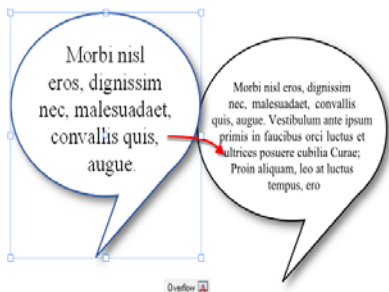 Morbi nisl
eros, dignissim
nec, malesuadaet,
convallis quis,
augue.
Morbi nisl eros, dignissim
nec, malesuadaet, convallis
quis, augue. Vestibulum ante ipsum
primis in faucibus orci luctus et
ultrices posuere cubilia Curae;
Proin aliquam, leo at luctus
tempus, ero
Overflow A